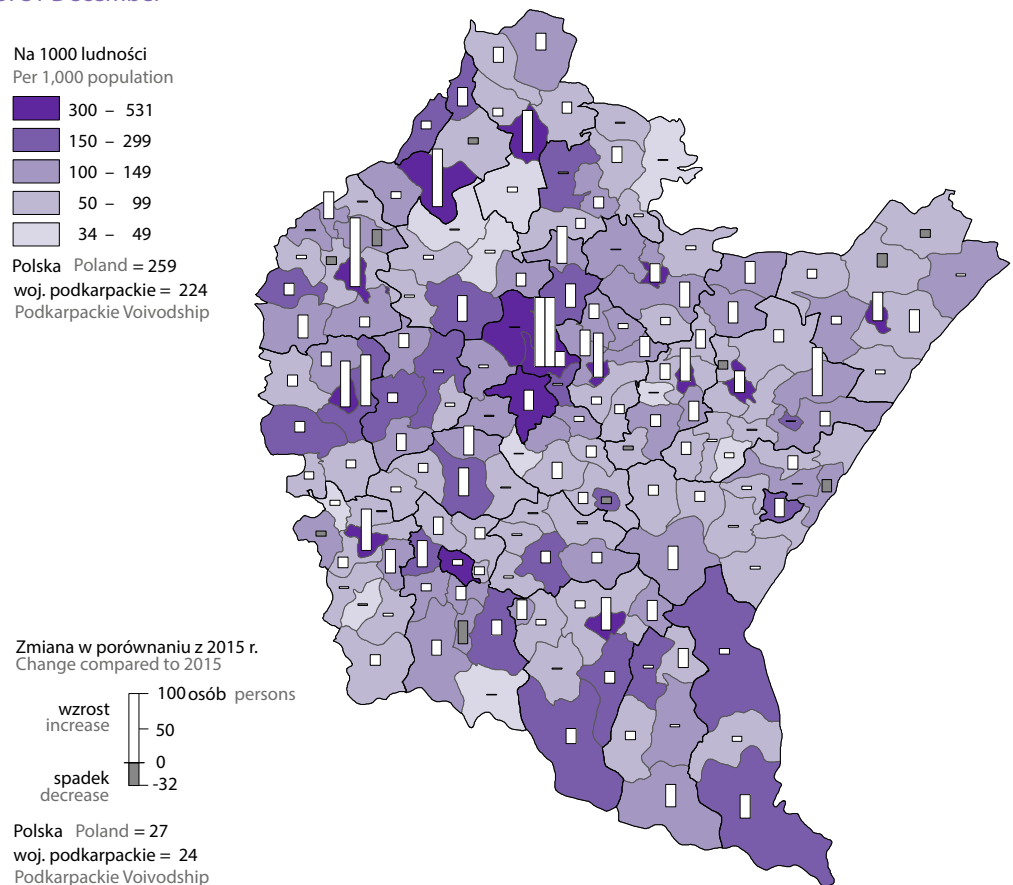 Na 1000 ludności
Per 1,000 population
300 – 531
150 – 299
100 – 149
50 – 99
34 – 49
Polska Poland = 259
woj. podkarpackie = 224
Podkarpackie Voivodship
Zmiana w porównaniu z 2015 r.
Change compared to 2015
100 osób persons
wzrost
increase
50
0
spadek
decrease
-32
Polska Poland = 27
woj. podkarpackie = 24
Podkarpackie Voivodship